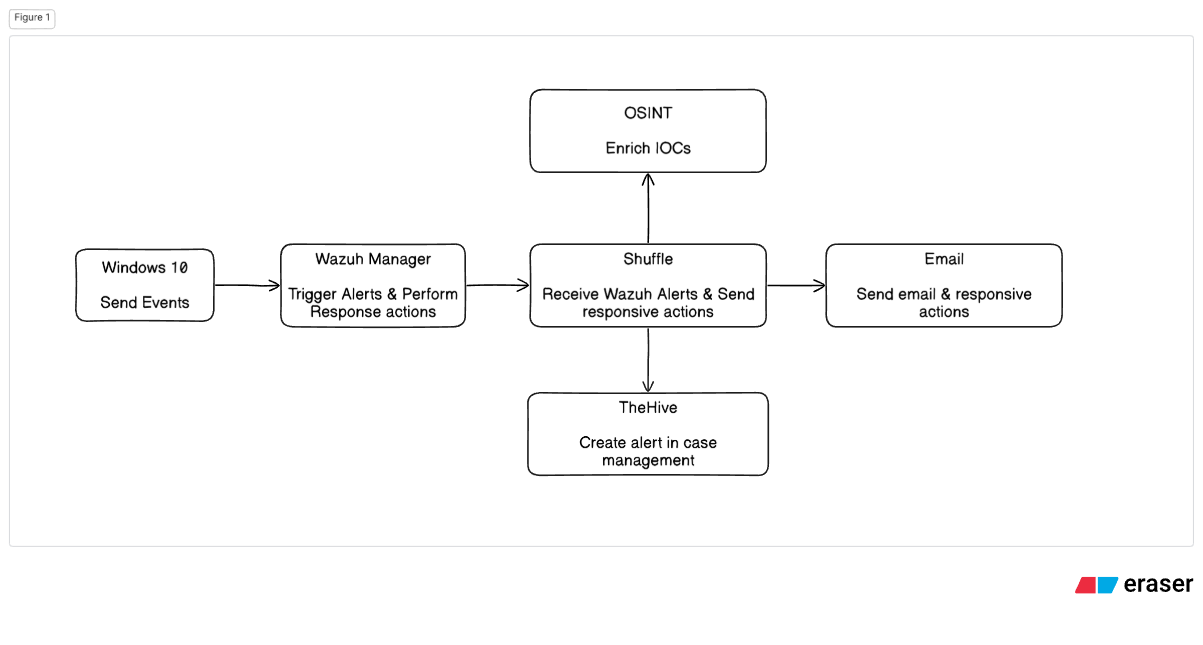 Figure 1
OSINT
Enrich IOCs
Windows 10
Send Events
Wazuh Manager
Trigger Alerts & Perform
Response actions
Shuffle
Receive Wazuh Alerts & Send
responsive actions
Email
Send email & responsive
actions
TheHive
Create alert in case
management
eraser